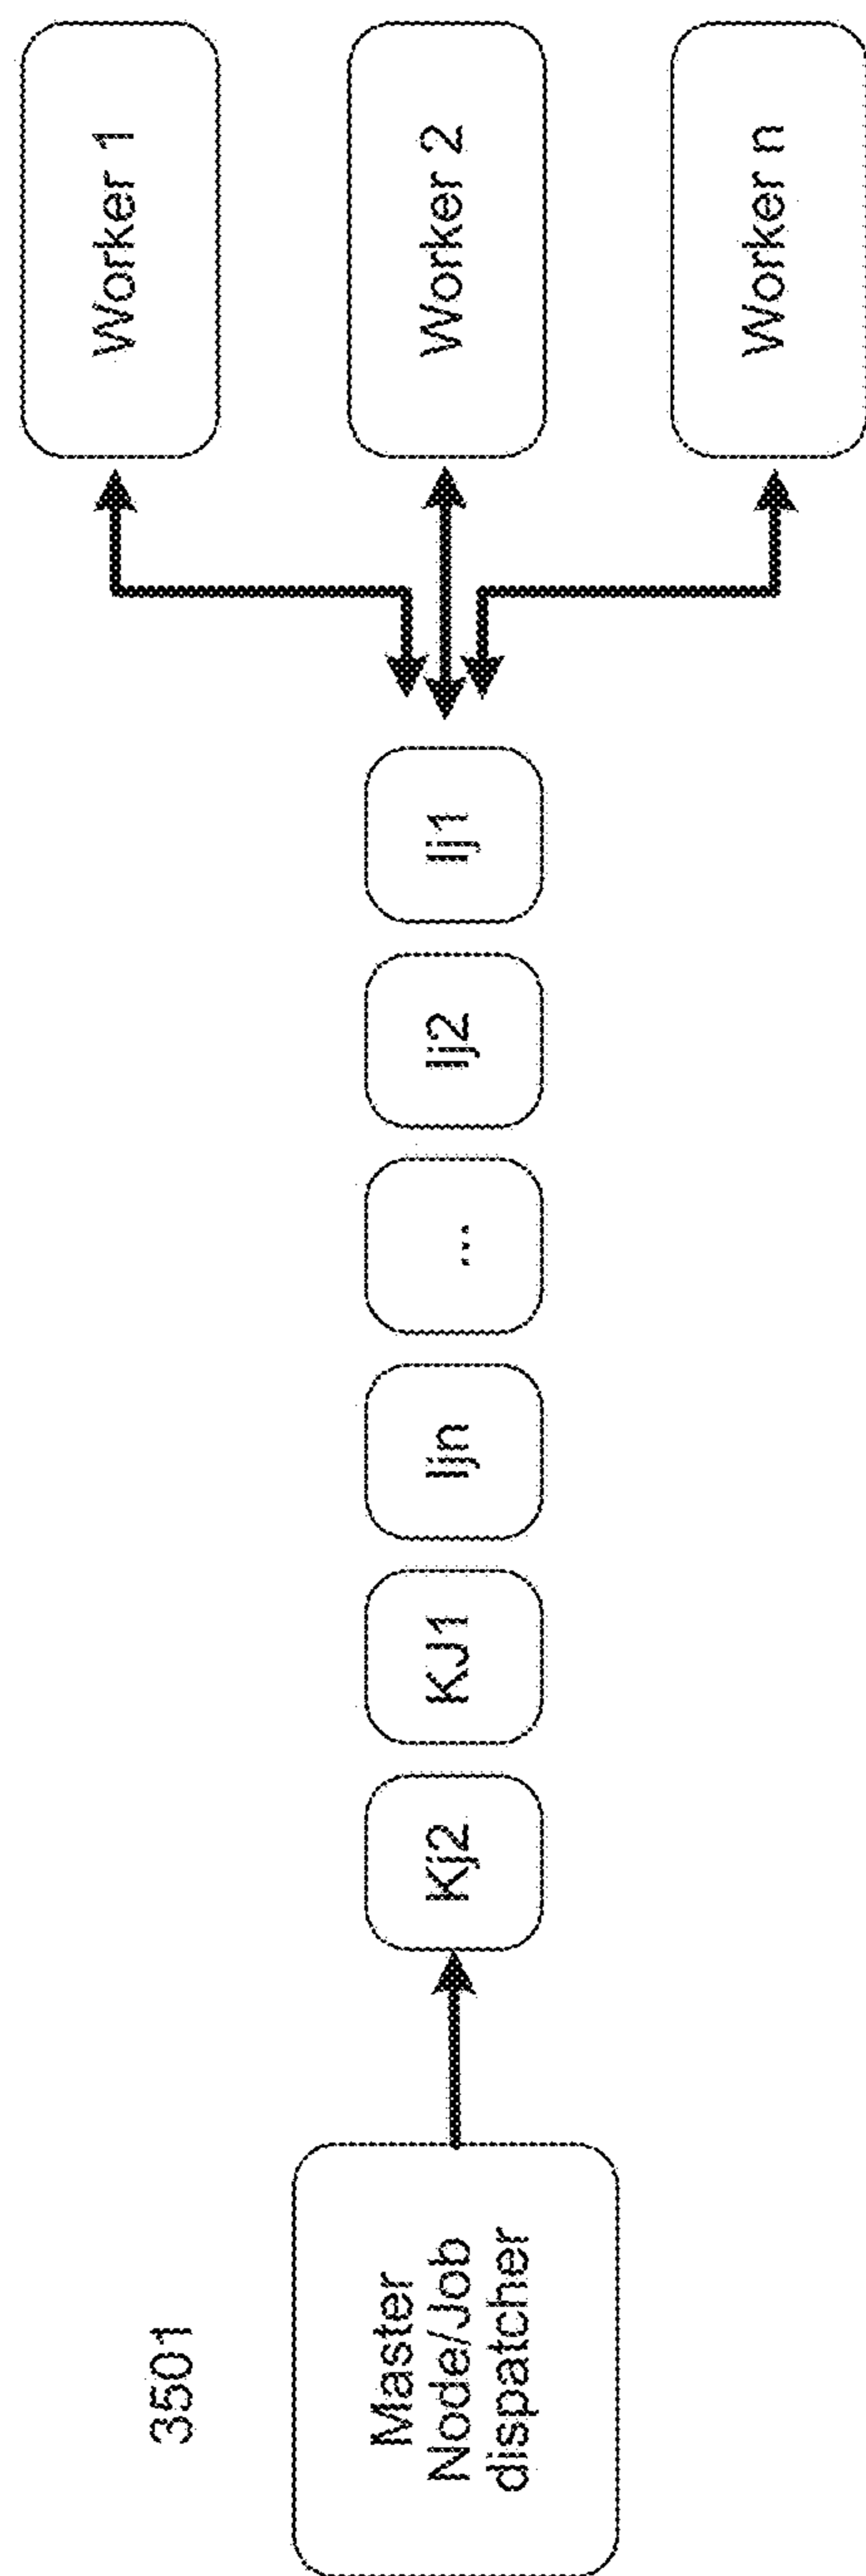 3501
Master
Node/Job
dispatcher
Kj2
KJ1
Ijn
...
Ij2
Ij1
Worker 1
Worker 2
Worker n